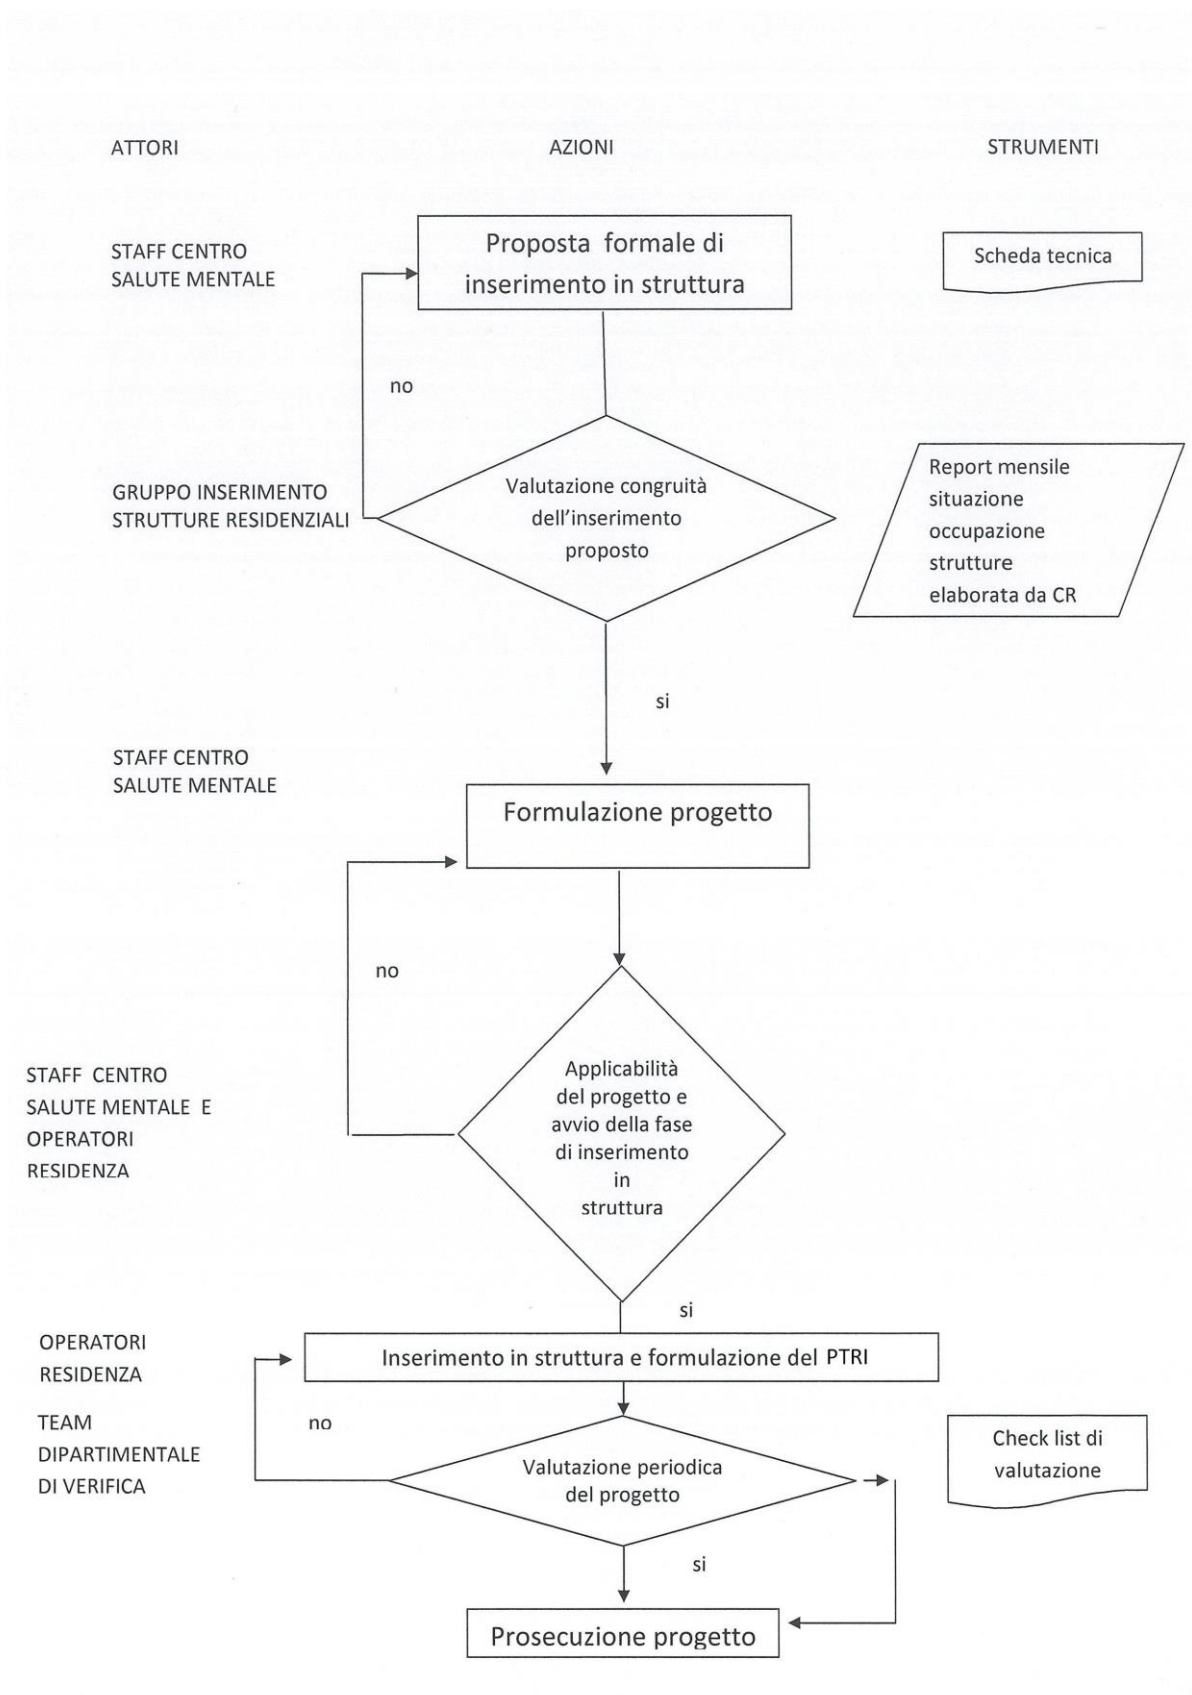 ATTORI
AZIONI
STRUMENTI
STAFF CENTRO
SALUTE MENTALE
Proposta formale di
inserimento in struttura
Scheda tecnica
no
GRUPPO INSERIMENTO
STRUTTURE RESIDENZIALI
Valutazione congruità
dell'inserimento
proposto
Report mensile
situazione
occupazione
strutture
elaborata da CR
si
STAFF CENTRO
SALUTE MENTALE
Formulazione progetto
no
STAFF CENTRO
SALUTE MENTALE E
OPERATORI
RESIDENZA
Applicabilità
del progetto e
avvio della fase
di inserimento
in
struttura
si
OPERATORI
RESIDENZA
Inserimento in struttura e formulazione del PTRI
TEAM
DIPARTIMENTALE
DI VERIFICA
no
Valutazione periodica
del progetto
Check list di
valutazione
si
Prosecuzione progetto